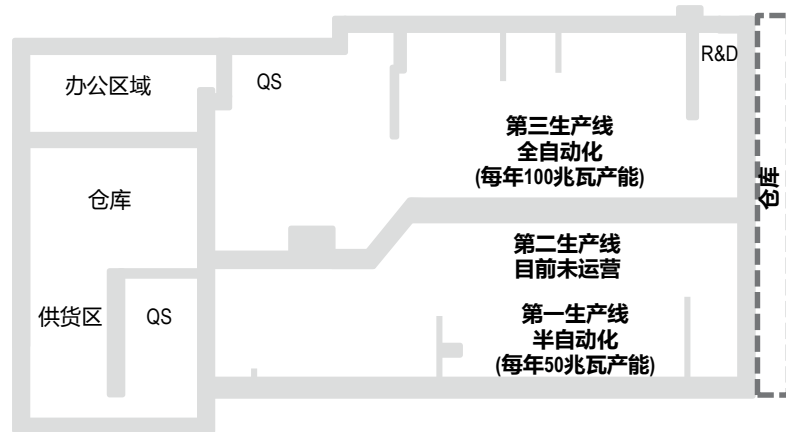 办公区域
QS
R&D
第三生产线
全自动化
(每年100兆瓦产能)
仓库
仓库
第二生产线
目前未运营
供货区
QS
第一生产线
半自动化
(每年50兆瓦产能)